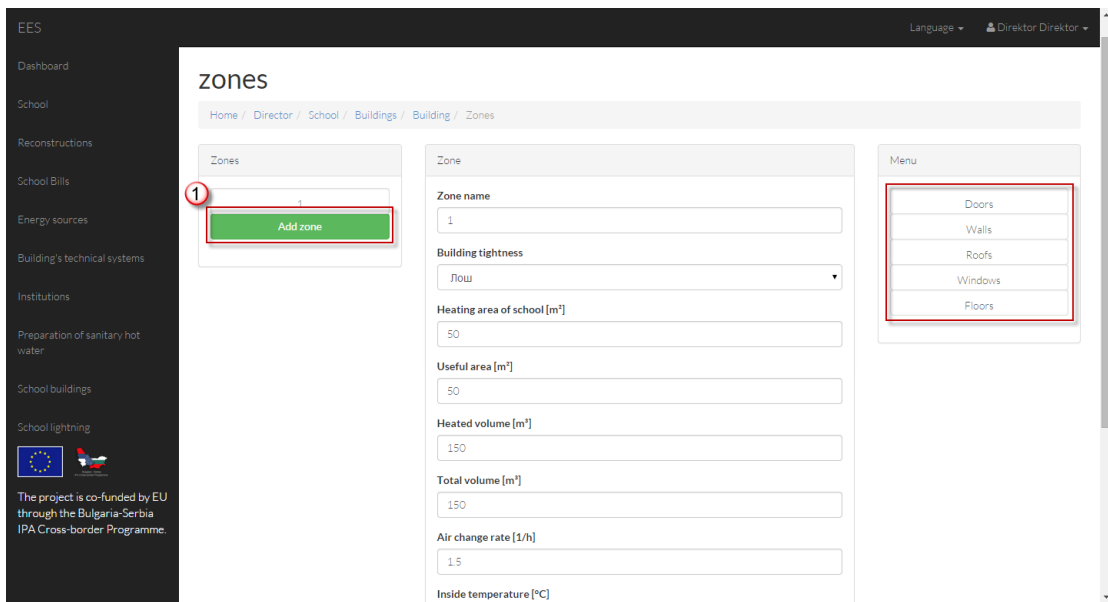 EES
Language
Direktor Direktor
Dashboard
School
Reconstructions
School Bills
Energy sources
Building's technical systems
Institutions
Preparation of sanitary hot
water
School buildings
School lightning
The project is co-funded by EU
through the Bulgaria-Serbia
IPA Cross-border Programme.
zones
Home / Director / School / Buildings / Building / Zones
Zones
1
1
Add zone
Zone
Zone name
1
Building tightness
Лош
Heating area of school [m²]
50
Useful area [m²]
50
Heated volume [m³]
150
Total volume [m³]
150
Air change rate [1/h]
1.5
Inside temperature [°C]
Menu
Doors
Walls
Roofs
Windows
Floors